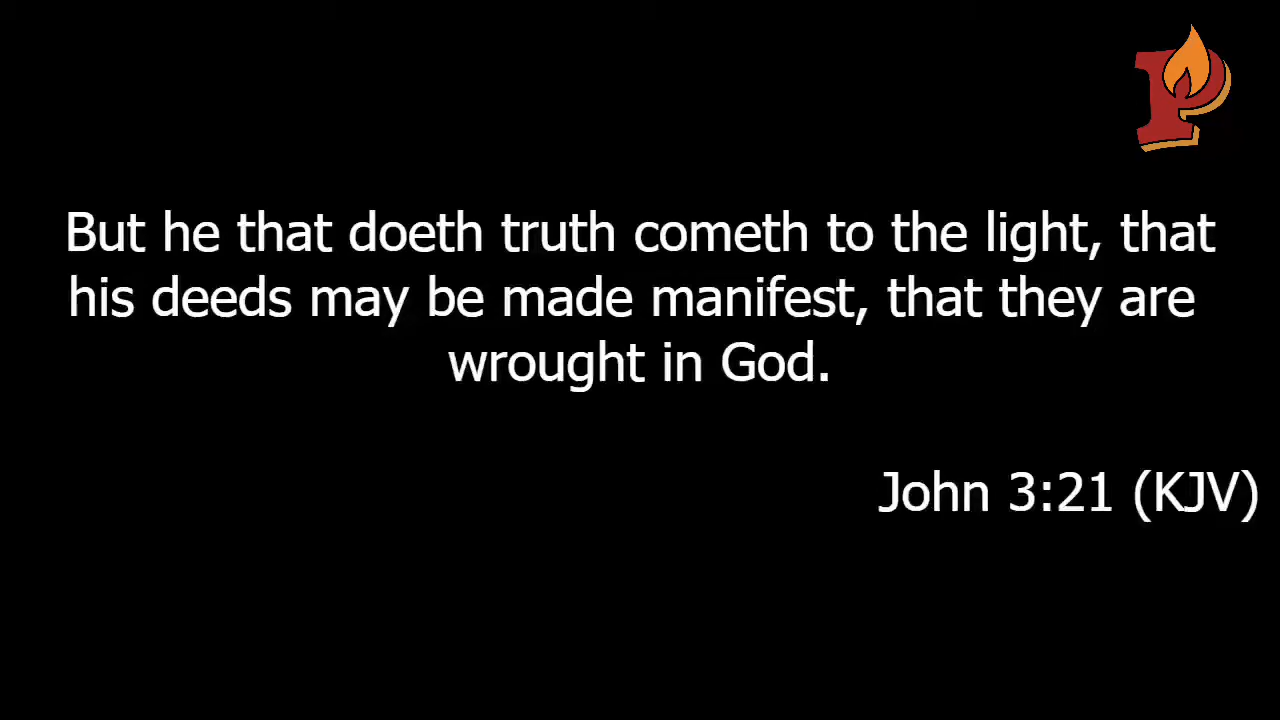 P
But he that doeth truth cometh to the light, that
his deeds may be made manifest, that they are
wrought in God.
John 3:21 (KJV)